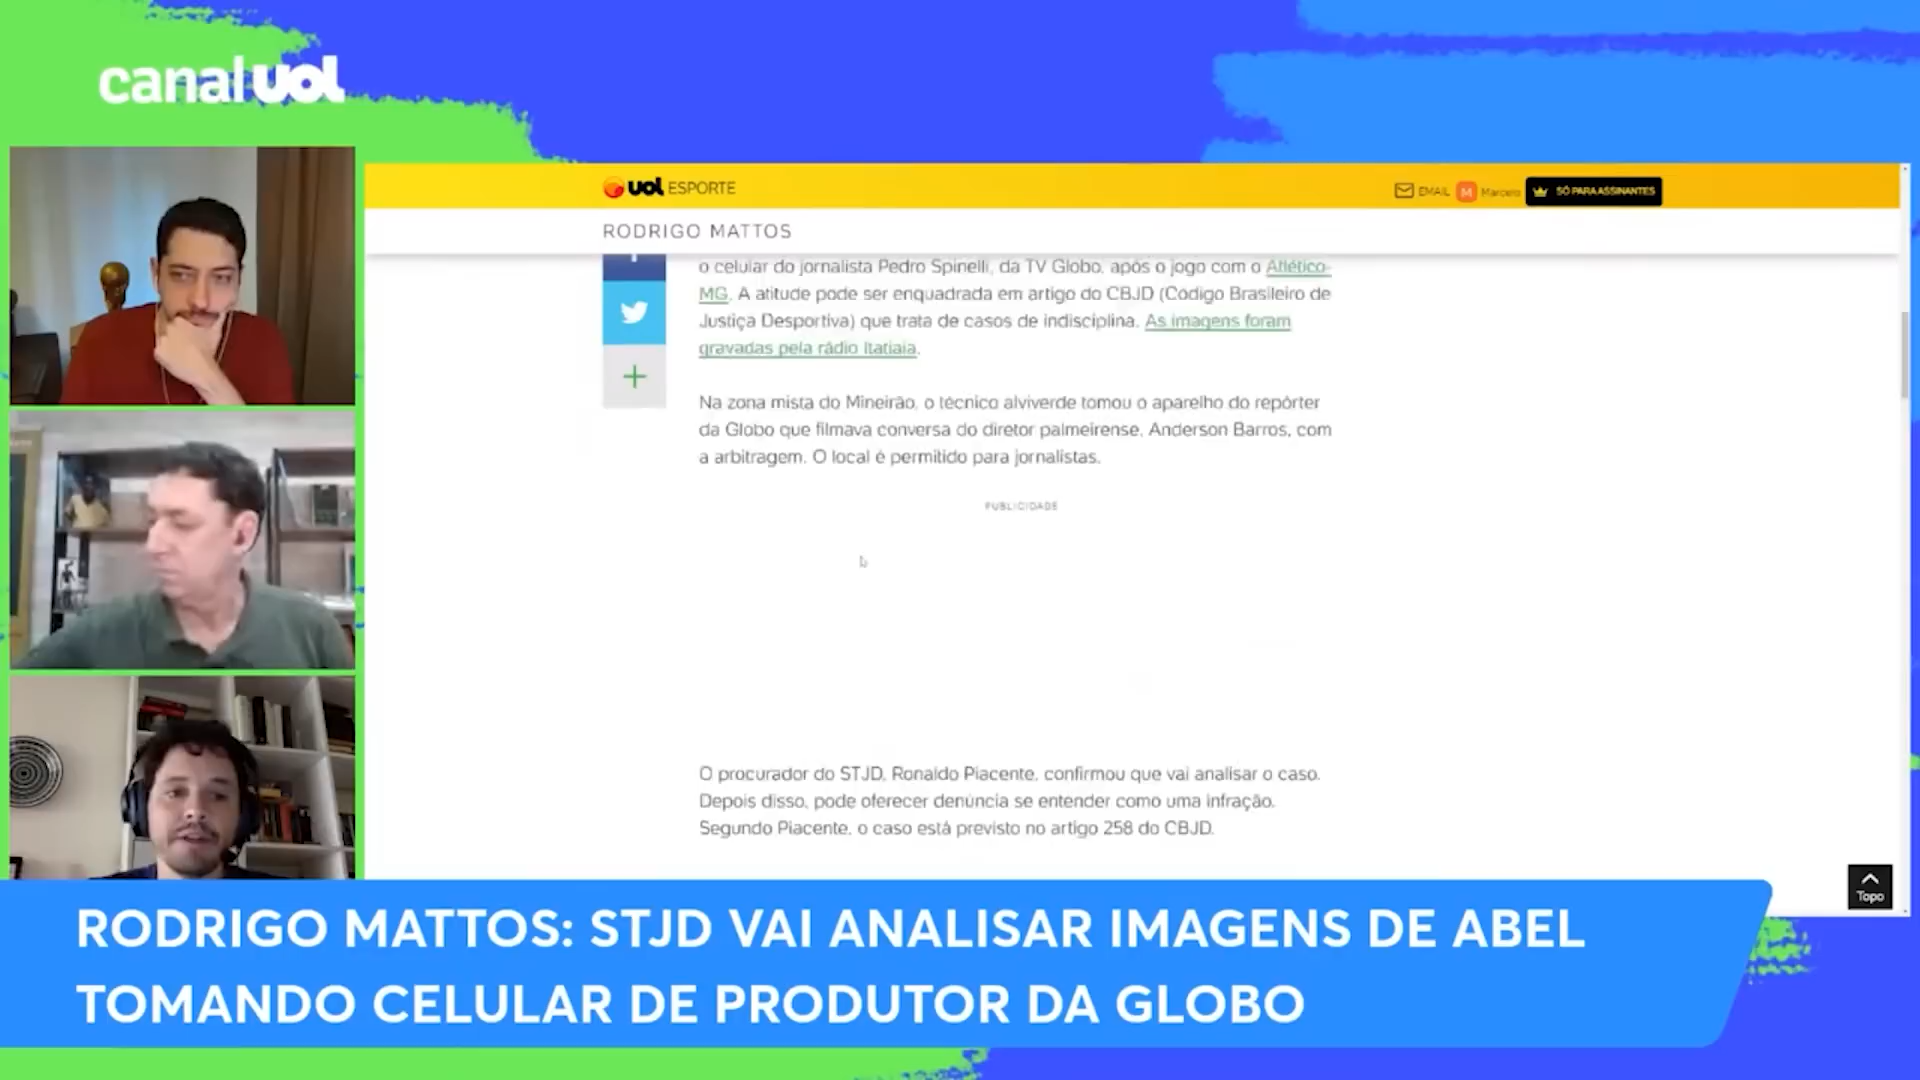 canal uol
uol ESPORTE
EMAIL
M
Marcelo
SÓ PARA ASSINANTES
RODRIGO MATTOS
o celular do jornalista Pedro Spinelli, da TV Globo, após o jogo com o Atlético-
MG. A atitude pode ser enquadrada em artigo do CBJD (Código Brasileiro de
Justiça Desportiva) que trata de casos de indisciplina. As imagens foram
gravadas pela rádio Itatiaia.
Na zona mista do Mineirão, o técnico alviverde tomou o aparelho do repórter
da Globo que filmava conversa do diretor palmeirense, Anderson Barros, com
a arbitragem. O local é permitido para jornalistas.
PUBLICIDADE
O procurador do STJD, Ronaldo Piacente, confirmou que vai analisar o caso.
Depois disso, pode oferecer denúncia se entender como uma infração.
Segundo Piacente, o caso está previsto no artigo 258 do CBJD.
Topo
RODRIGO MATTOS: STJD VAI ANALISAR IMAGENS DE ABEL
TOMANDO CELULAR DE PRODUTOR DA GLOBO